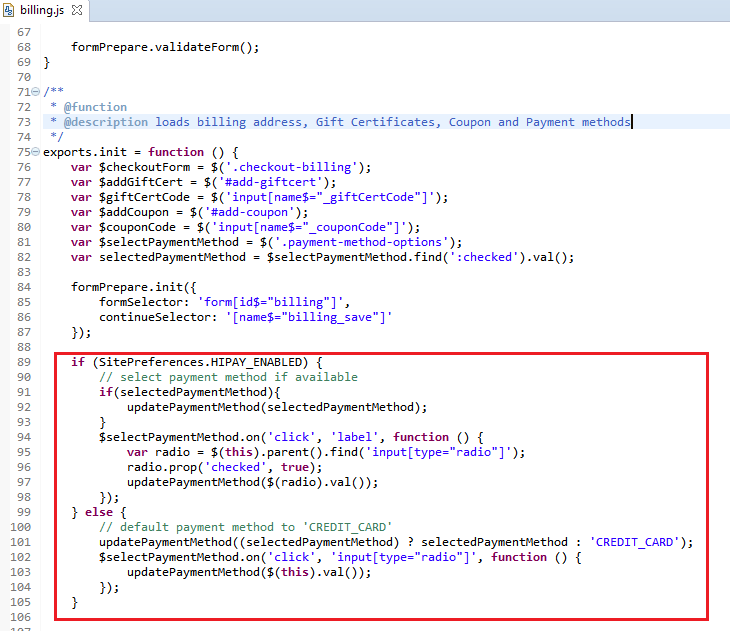 billing.js
67
68     formPrepare.validateForm();
69 }
70
71 /**
72  * @function
73  * @description loads billing address, Gift Certificates, Coupon and Payment methods
74  */
75 exports.init = function () {
76     var $checkoutForm = $('.checkout-billing');
77     var $addGiftCert = $('#add-giftcert');
78     var $giftCertCode = $('input[name$="_giftCertCode"]');
79     var $addCoupon = $('#add-coupon');
80     var $couponCode = $('input[name$="_couponCode"]');
81     var $selectPaymentMethod = $('.payment-method-options');
82     var selectedPaymentMethod = $selectPaymentMethod.find(':checked').val();
83
84     formPrepare.init({
85         formSelector: 'form[id$="billing"]',
86         continueSelector: '[name$="billing_save"]'
87     });
88
89     if (SitePreferences.HIPAY_ENABLED) {
90         // select payment method if available
91         if(selectedPaymentMethod){
92             updatePaymentMethod(selectedPaymentMethod);
93         }
94         $selectPaymentMethod.on('click', 'label', function () {
95             var radio = $(this).parent().find('input[type="radio"]');
96             radio.prop('checked', true);
97             updatePaymentMethod($(radio).val());
98         });
99     } else {
100         // default payment method to 'CREDIT_CARD'
101         updatePaymentMethod((selectedPaymentMethod) ? selectedPaymentMethod : 'CREDIT_CARD');
102         $selectPaymentMethod.on('click', 'input[type="radio"]', function () {
103             updatePaymentMethod($(this).val());
104         });
105     }
106
107